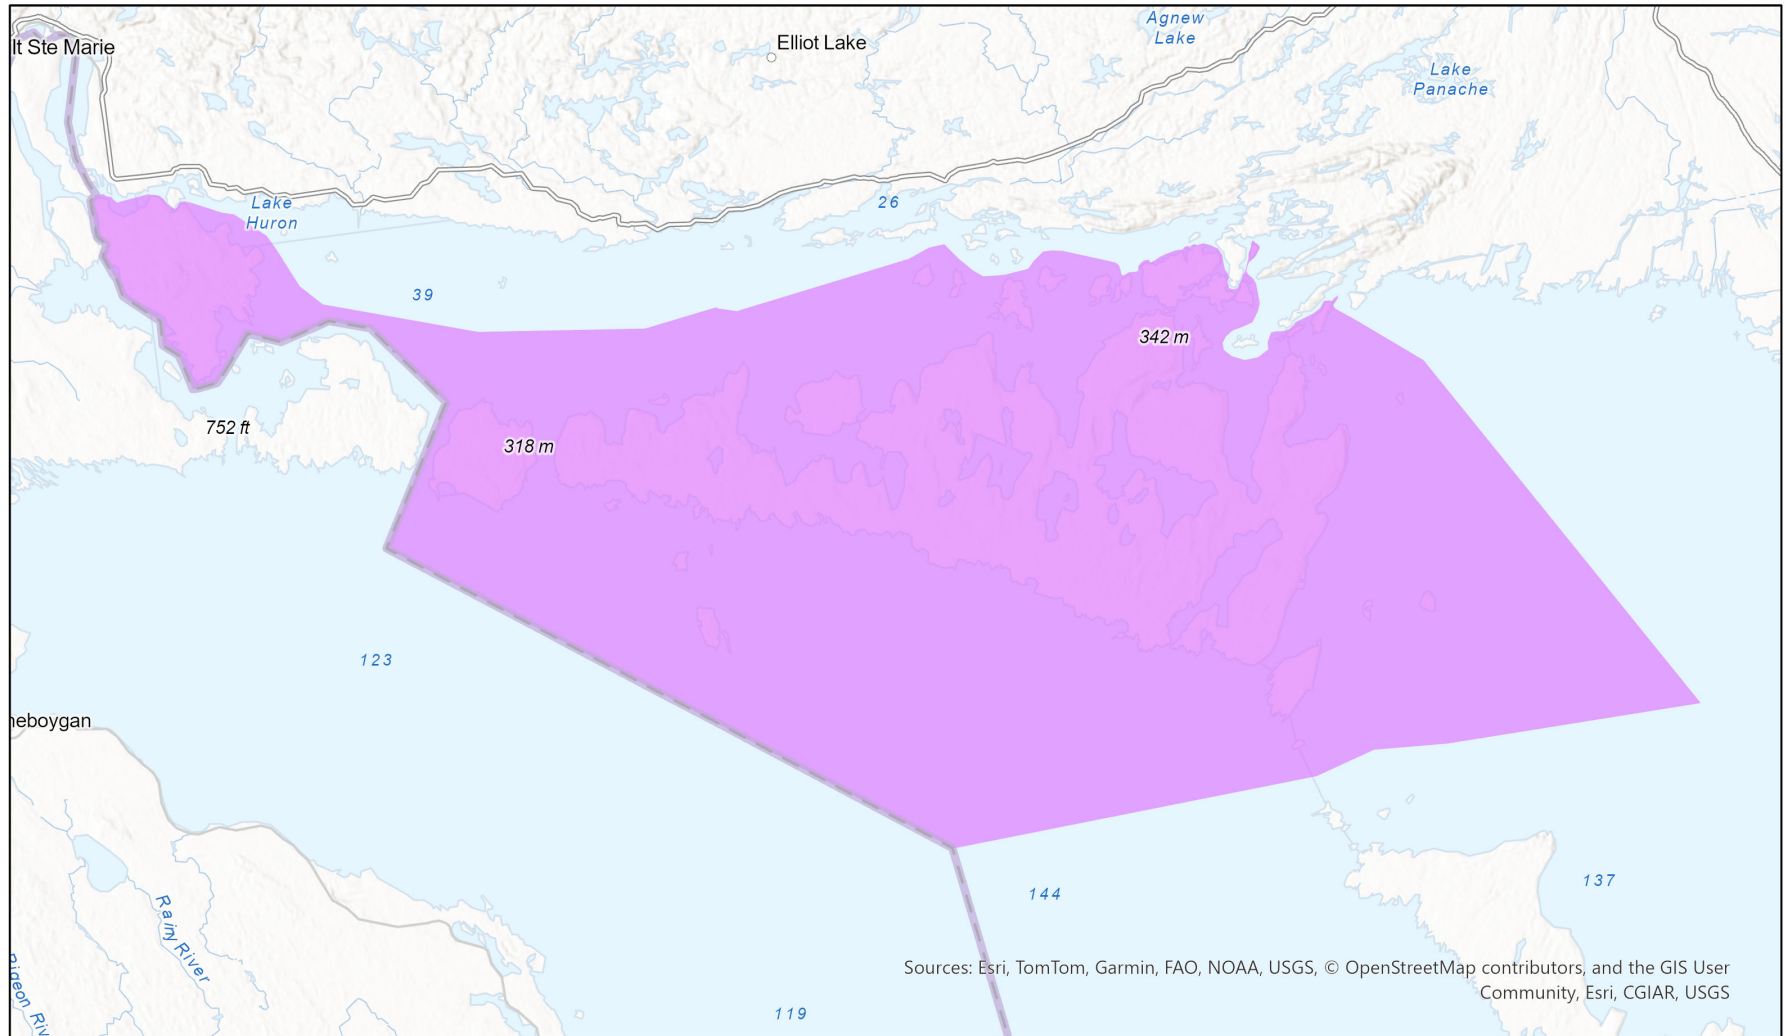 Agnew
Lake
lt Ste Marie
Elliot Lake
Lake
Panache
Lake
Huron
26
39
342 m
752 ft
318 m
123
heboygan
144
137
Rainy River
Pigeon Riv
Sources: Esri, TomTom, Garmin, FAO, NOAA, USGS, © OpenStreetMap contributors, and the GIS User
Community, Esri, CGIAR, USGS
119